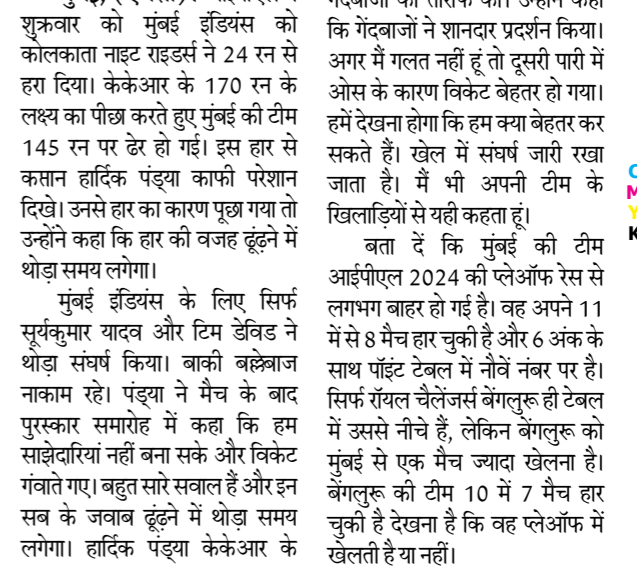 शुक्रवार को मुंबई इंडियंस को
कोलकाता नाइट राइडर्स ने 24 रन से
हरा दिया। केकेआर के 170 रन के
लक्ष्य का पीछा करते हुए मुंबई की टीम
145 रन पर ढेर हो गई। इस हार से
कप्तान हार्दिक पंड्या काफी परेशान
दिखे। उनसे हार का कारण पूछा गया तो
उन्होंने कहा कि हार की वजह ढूंढ़ने में
थोड़ा समय लगेगा।
मुंबई इंडियंस के लिए सिर्फ
सूर्यकुमार यादव और टिम डेविड ने
थोड़ा संघर्ष किया। बाकी बल्लेबाज
नाकाम रहे। पंड्या ने मैच के बाद
पुरस्कार समारोह में कहा कि हम
साझेदारियां नहीं बना सके और विकेट
गंवाते गए। बहुत सारे सवाल हैं और इन
सब के जवाब ढूंढ़ने में थोड़ा समय
लगेगा। हार्दिक पंड्या केकेआर के
गेंदबाजों की तारीफ की। उन्होंने कहा
कि गेंदबाजों ने शानदार प्रदर्शन किया।
अगर मैं गलत नहीं हूं तो दूसरी पारी में
ओस के कारण विकेट बेहतर हो गया।
हमें देखना होगा कि हम क्या बेहतर कर
सकते हैं। खेल में संघर्ष जारी रखा
जाता है। मैं भी अपनी टीम के
खिलाड़ियों से यही कहता हूं।
बता दें कि मुंबई की टीम
आईपीएल 2024 की प्लेऑफ रेस से
लगभग बाहर हो गई है। वह अपने 11
में से 8 मैच हार चुकी है और 6 अंक के
साथ पॉइंट टेबल में नौवें नंबर पर है।
सिर्फ रॉयल चैलेंजर्स बेंगलुरू ही टेबल
में उससे नीचे हैं, लेकिन बेंगलुरू को
मुंबई से एक मैच ज्यादा खेलना है।
बेंगलुरू की टीम 10 में 7 मैच हार
चुकी है देखना है कि वह प्लेऑफ में
खेलती है या नहीं।
C
M
Y
K